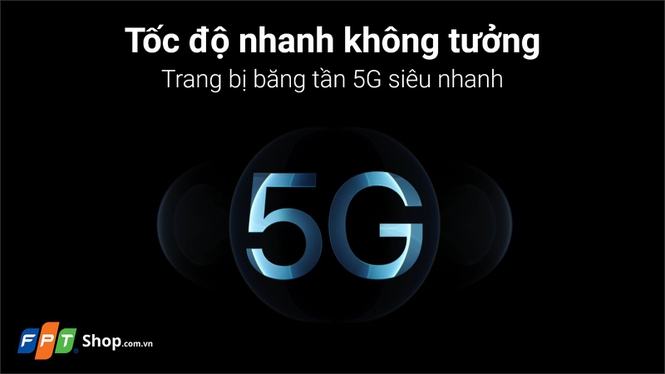 Tốc độ nhanh không tưởng
Trang bị băng tần 5G siêu nhanh
5G
FPT Shop.com.vn